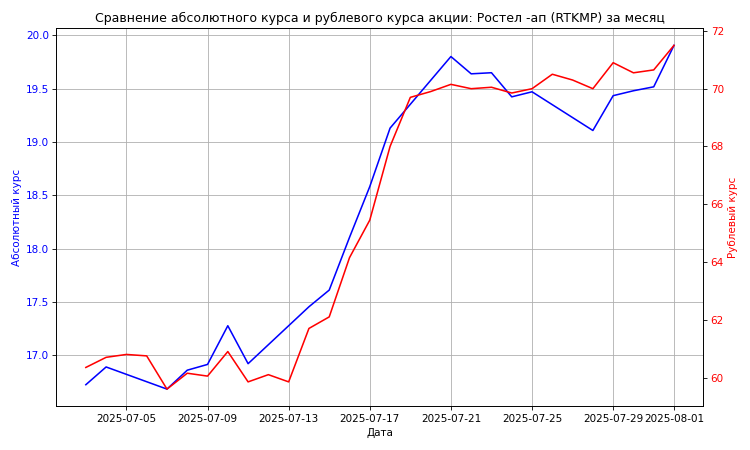 Сравнение абсолютного курса и рублевого курса акции: Ростел -ап (RTKMP) за месяц
20.0
19.5
19.0
18.5
18.0
17.5
17.0
Абсолютный курс
72
70
68
66
64
62
60
Рублевый курс
2025-07-05 2025-07-09 2025-07-13 2025-07-17 2025-07-21 2025-07-25 2025-07-29 2025-08-01
Дата